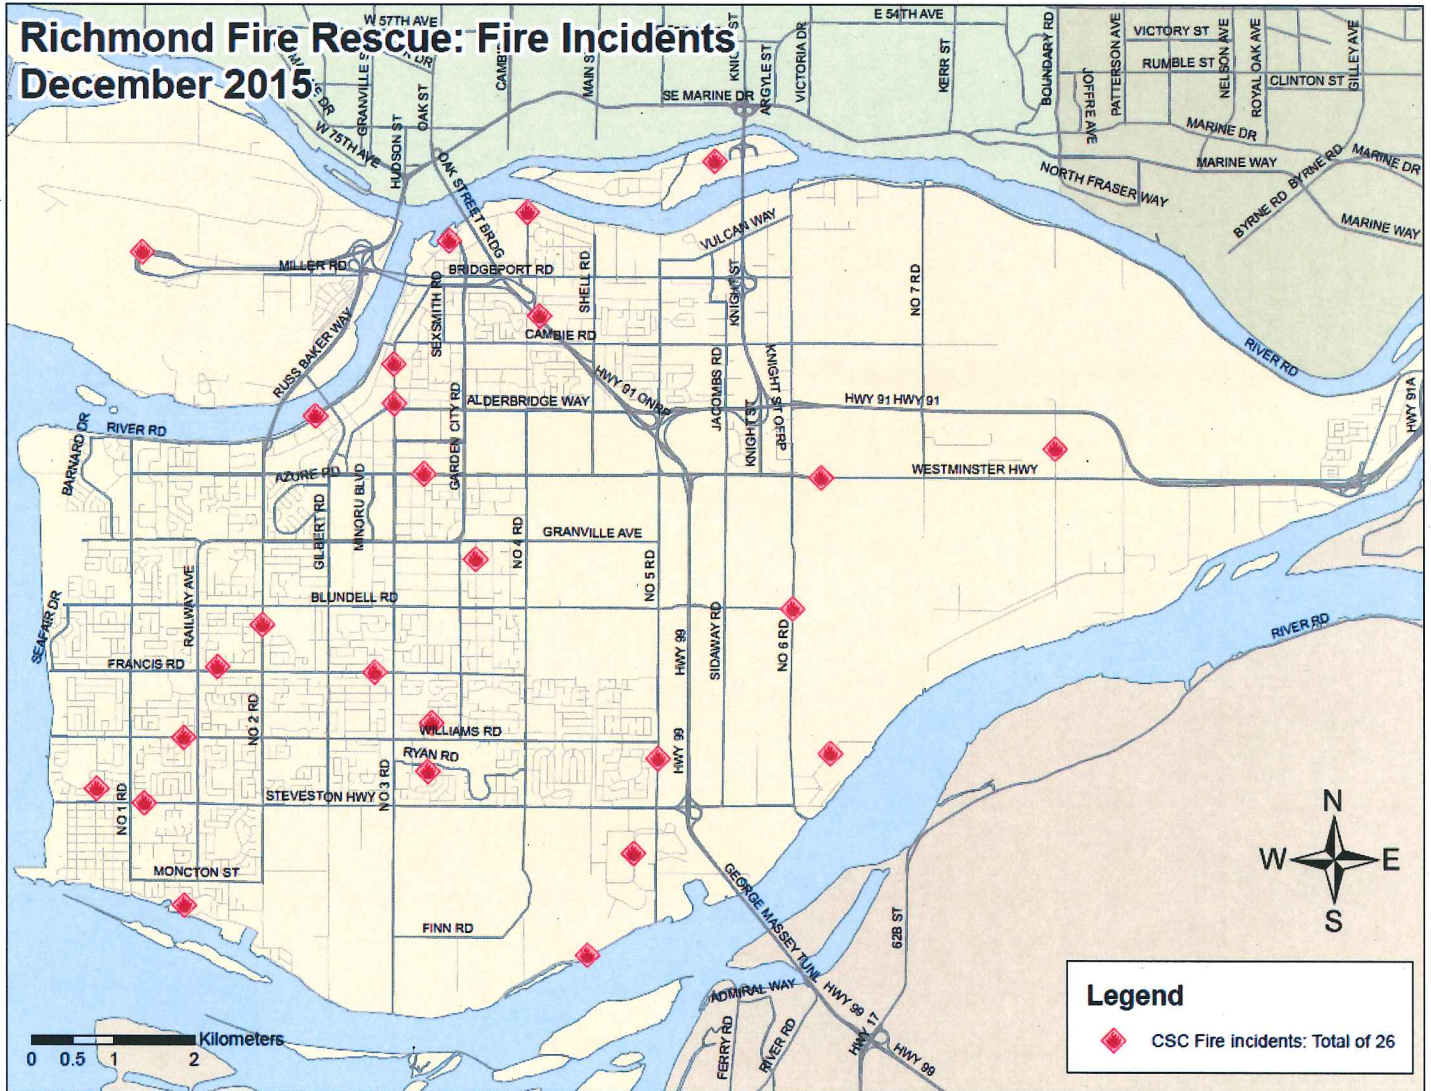 Richmond Fire Rescue: Fire Incidents
December 2015
W 57TH AVE
E 54TH AVE
GRANVILLE S
OAK ST
MAIN S
ARGYLE ST
VICTORIA DR
KERR ST
BOUNDARY RD
JOFFRE AVE
PATTERSON AVE
VICTORY ST
RUMBLE ST
NELSON AVE
ROYAL OAK AVE
CLINTON ST
GILLEY AVE
SE MARINE DR
W 75TH AVE
HUDSON ST
OAK STREET BRDG
MARINE DR
MARINE WAY
MARINE DR
NORTH FRASER WAY
BYRNE RD
BYRNE RD
MARINE WAY
VULCAN WAY
MILLER RD
BRIDGEPORT RD
SEXSMITH RD
SHELL RD
KNIGHT ST
NO 7 RD
CAMBIE RD
RUSS BAKER WAY
RIVER RD
HWY 91 ONRP
JACOMBS RD
KNIGHT ST OFRP
KNIGHT ST
HWY 91 HWY 91
HWY 91A
ALDERBRIDGE WAY
GARDEN CITY RD
BARNARD DR
RIVER RD
AZURE RD
GILBERT RD
MINORU BLVD
WESTMINSTER HWY
GRANVILLE AVE
NO 4 RD
NO 5 RD
BLUNDELL RD
RAILWAY AVE
SEAFAIR DR
FRANCIS RD
HWY 99
SIDAWAY RD
NO 6 RD
RIVER RD
NO 2 RD
WILLIAMS RD
RYAN RD
HWY 99
NO 3 RD
NO 1 RD
STEVESTON HWY
MONCTON ST
FINN RD
GEORGE MASSEY TUNL
62B ST
ADMIRAL WAY
HWY 99
FERRY RD
RIVER RD
HWY 17
HWY 99
N
W E
S
Kilometers
0 0.5 1 2
Legend
CSC Fire incidents: Total of 26